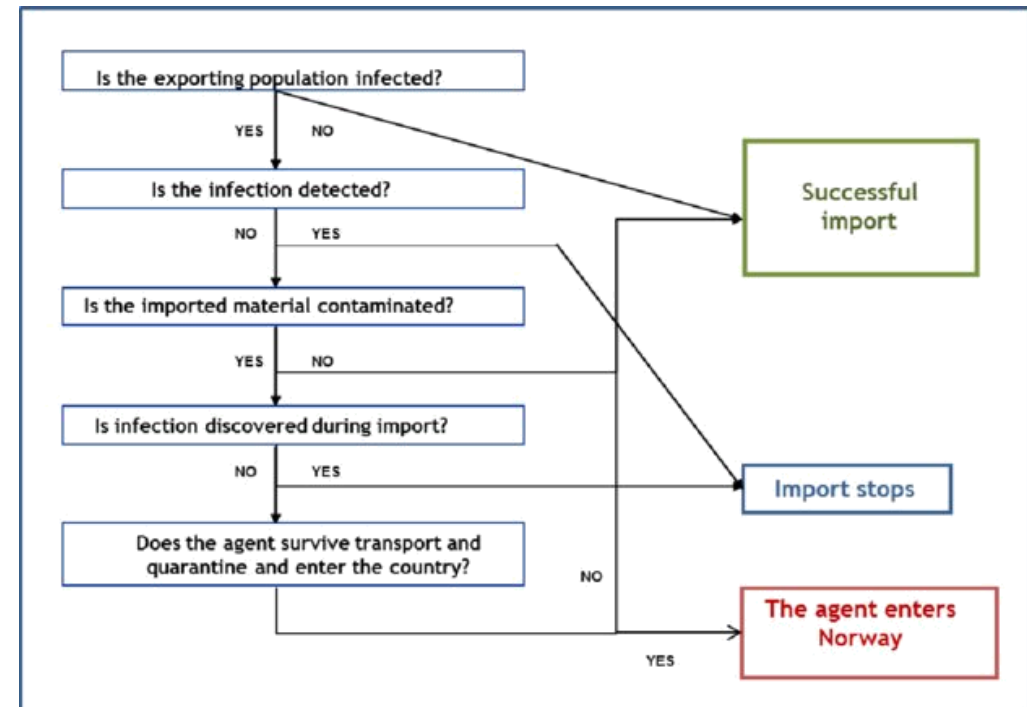 Is the exporting population infected?
YES
NO
Is the infection detected?
NO
YES
Is the imported material contaminated?
YES
NO
Is infection discovered during import?
NO
YES
Does the agent survive transport and
quarantine and enter the country?
NO
YES
Successful
import
Import stops
The agent enters
Norway